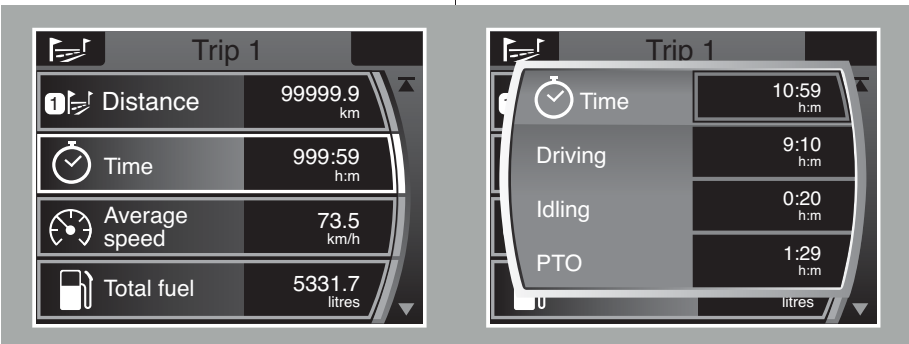 Trip 1
1 Distance 99999.9
km
Time 999:59
h:m
Average
speed
73.5
km/h
Total fuel 5331.7
litres
Trip 1
Time 10:59
h:m
Driving 9:10
h:m
Idling 0:20
h:m
PTO 1:29
h:m
litres